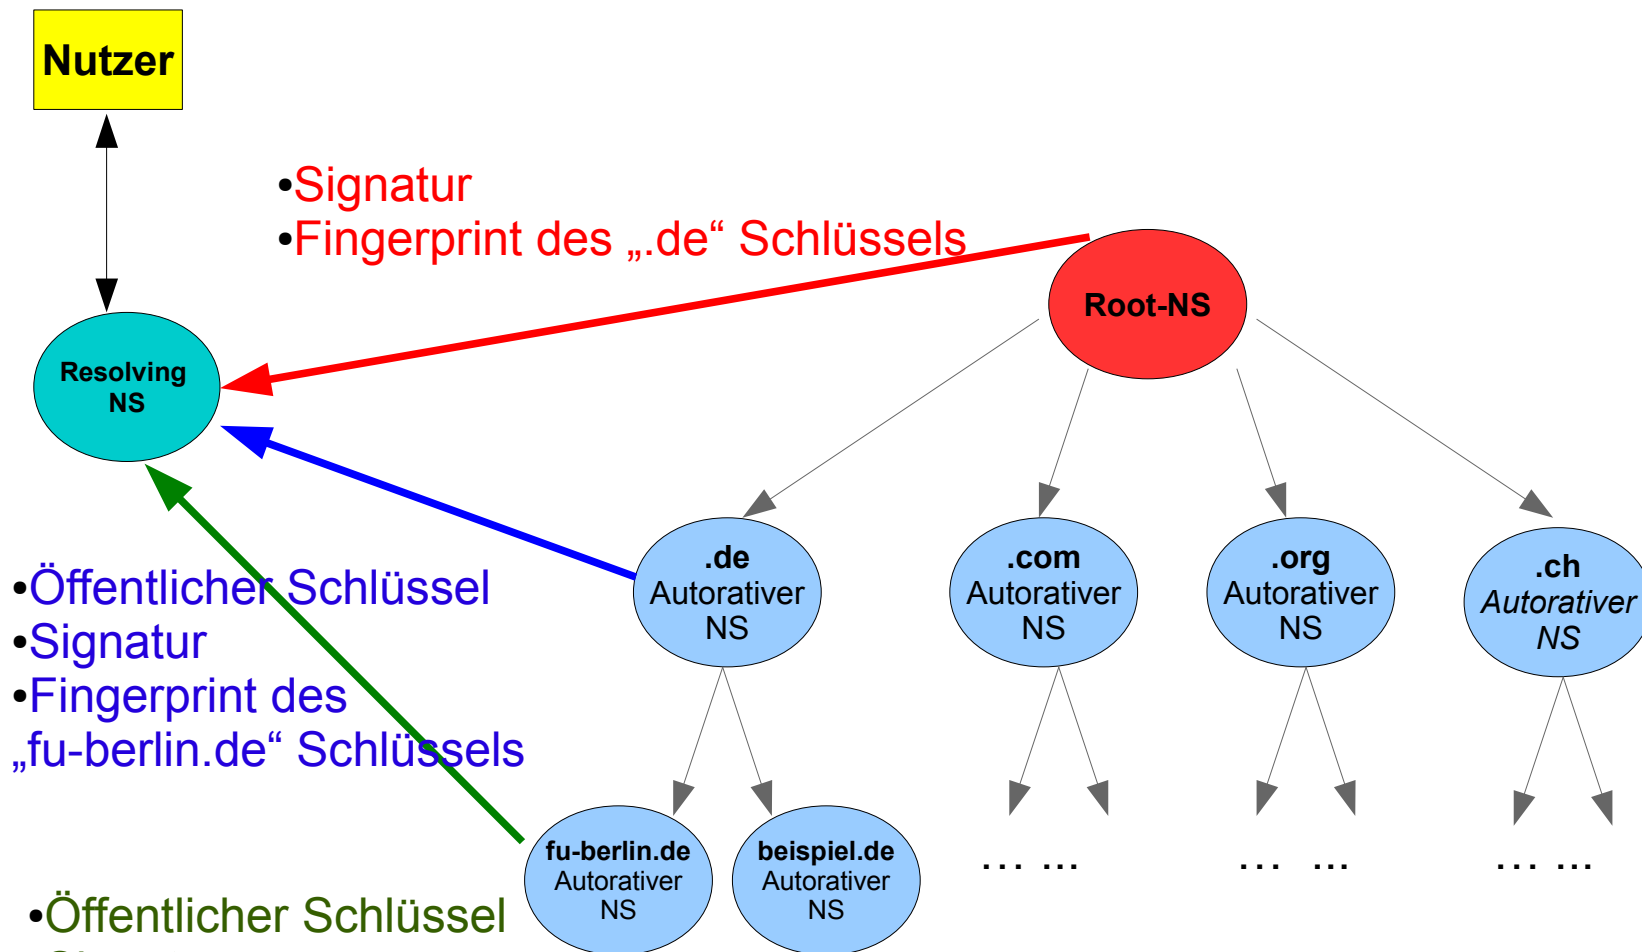 Nutzer
•Signatur
•Fingerprint des „.de“ Schlüssels
Root-NS
Resolving
NS
.de
Autorativer
NS
.com
Autorativer
NS
.org
Autorativer
NS
.ch
Autorativer
NS
•Öffentlicher Schlüssel
•Signatur
•Fingerprint des
„fu-berlin.de“ Schlüssels
fu-berlin.de
Autorativer
NS
beispiel.de
Autorativer
NS
... ...
... ...
... ...
•Öffentlicher Schlüssel